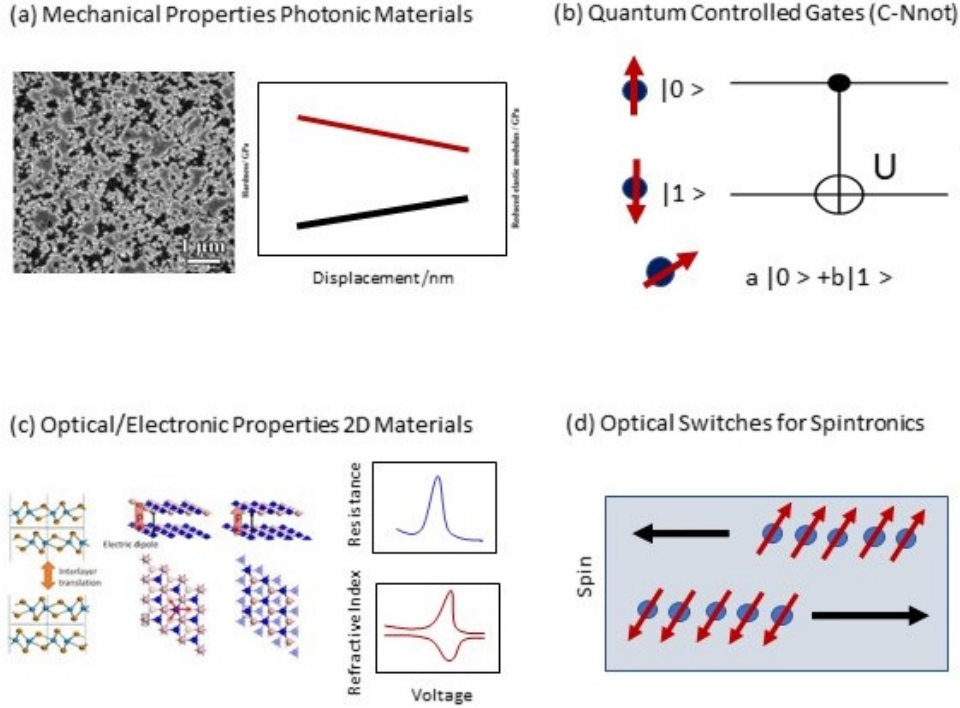 (a) Mechanical Properties Photonic Materials
1 μm
Hardness/ GPa
Reduced elastic modulus / GPa
Displacement/nm
(b) Quantum Controlled Gates (C-Nnot)
|0 >
|1 >
U
a |0 > +b|1 >
(c) Optical/Electronic Properties 2D Materials
Interlayer
translation
Electric dipole
Resistance
Refractive Index
Voltage
(d) Optical Switches for Spintronics
Spin